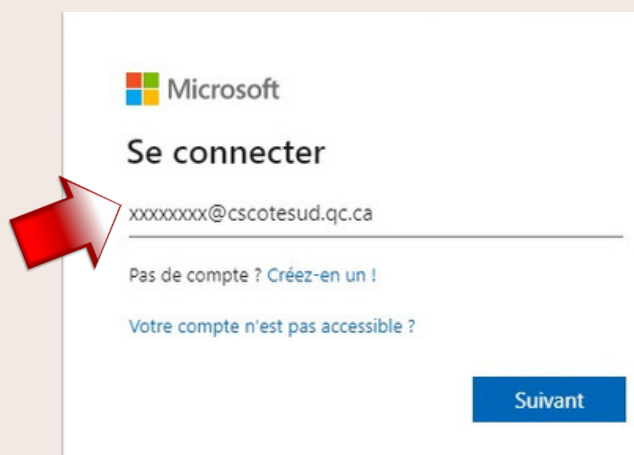 Microsoft
Se connecter
xxxxxxxx@cscotesud.qc.ca
Pas de compte ? Créez-en un !
Votre compte n'est pas accessible ?
Suivant